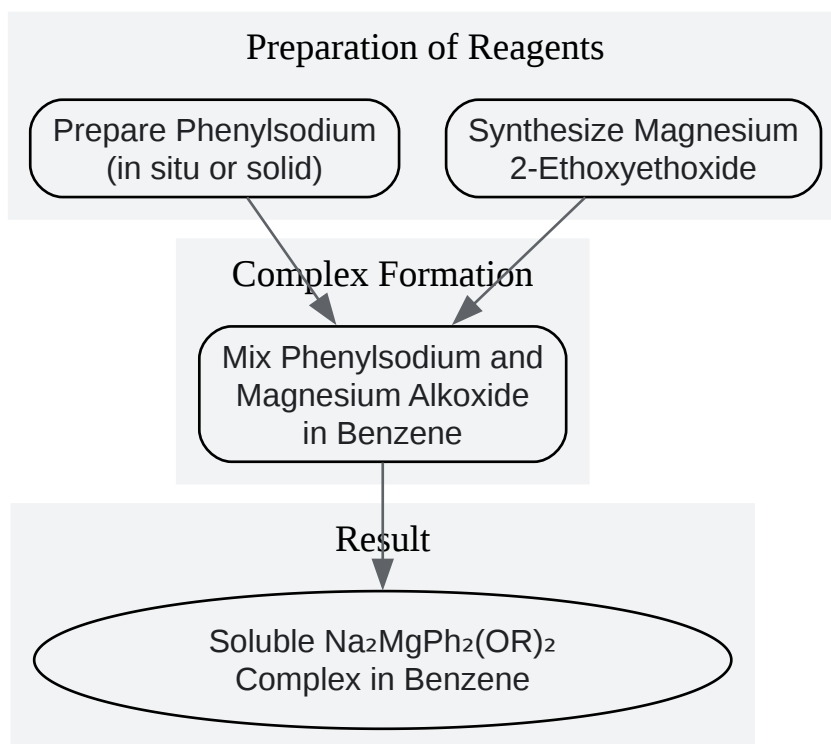 Preparation of Reagents
Prepare Phenylsodium
(in situ or solid)
Synthesize Magnesium
2-Ethoxyethoxide
Complex Formation
Mix Phenylsodium and
Magnesium Alkoxide
in Benzene
Result
Soluble Na₂MgPh₂(OR)₂
Complex in Benzene